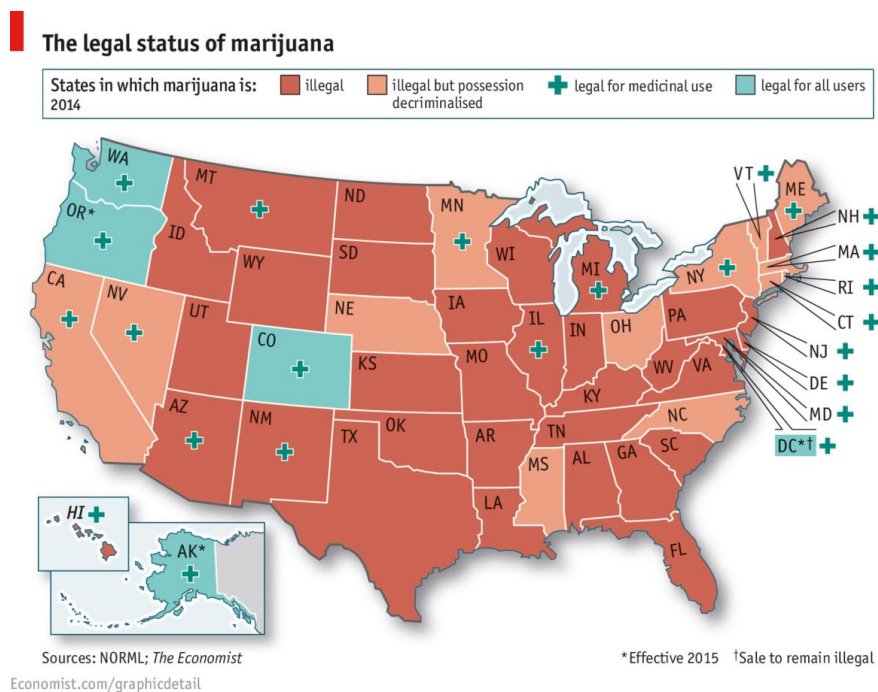 The legal status of marijuana
States in which marijuana is:
2014
illegal
illegal but possession
decriminalised
legal for medicinal use
legal for all users
WA
MT
ND
MN
VT
ME
OR*
ID
SD
WI
MI
NY
NH
MA
WY
RI
CA
NV
NE
IA
CT
UT
IL
IN
OH
PA
NJ
CO
KS
MO
WV
VA
DE
KY
MD
AZ
NM
OK
TN
NC
DC*†
TX
AR
MS
AL
GA
SC
LA
FL
HI
AK*
Sources: NORML; The Economist
*Effective 2015 †Sale to remain illegal
Economist.com/graphicdetail